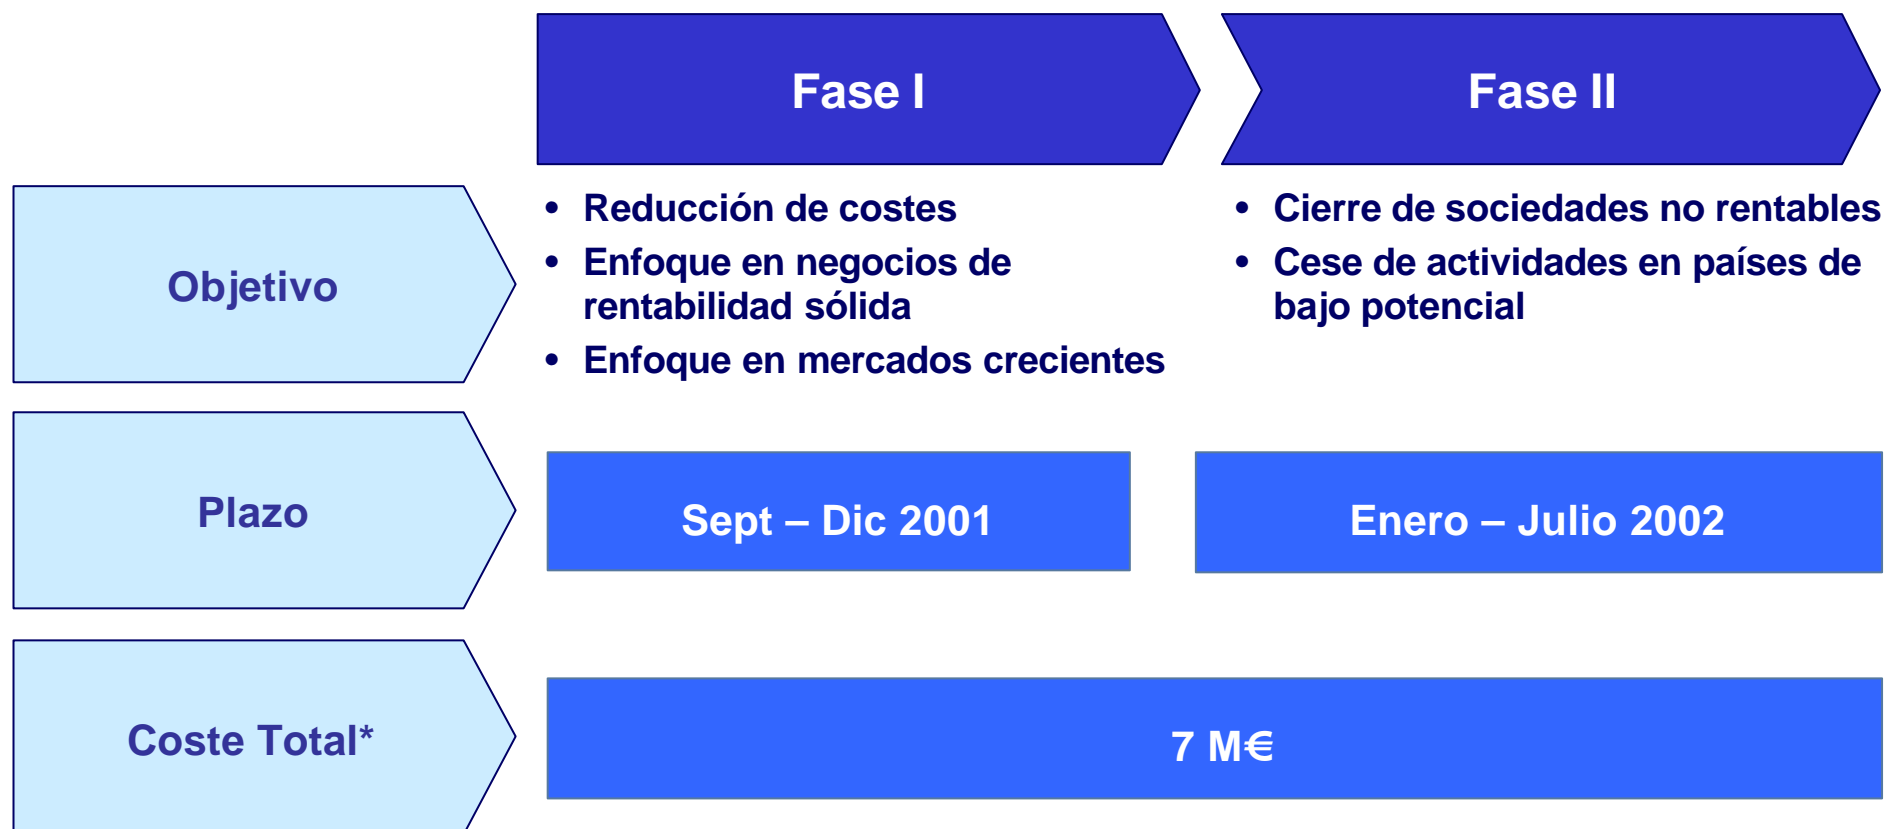 Fase I
Fase II
Objetivo
• Reducción de costes
• Enfoque en negocios de
rentabilidad sólida
• Enfoque en mercados crecientes
• Cierre de sociedades no rentables
• Cese de actividades en países de
bajo potencial
Plazo
Sept – Dic 2001
Enero – Julio 2002
Coste Total*
7 M€